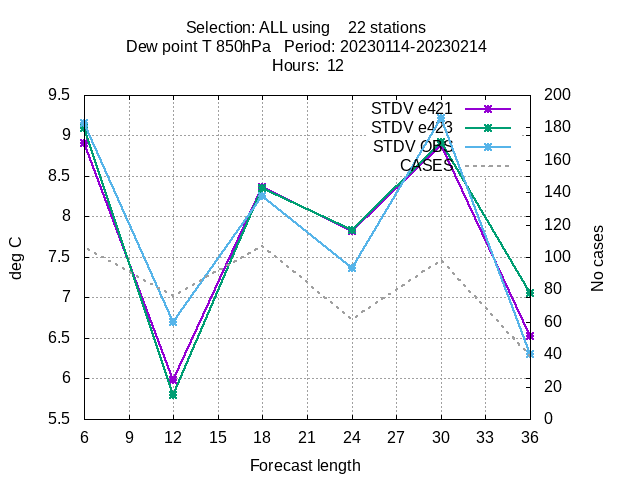 Selection: ALL using    22 stations
Dew point T 850hPa   Period: 20230114-20230214
Hours:  12
STDV e421
STDV e423
STDV OBS
CASES
9.5
9
8.5
8
7.5
7
6.5
6
5.5
200
180
160
140
120
100
80
60
40
20
0
deg C
No cases
6 9 12 15 18 21 24 27 30 33 36
Forecast length